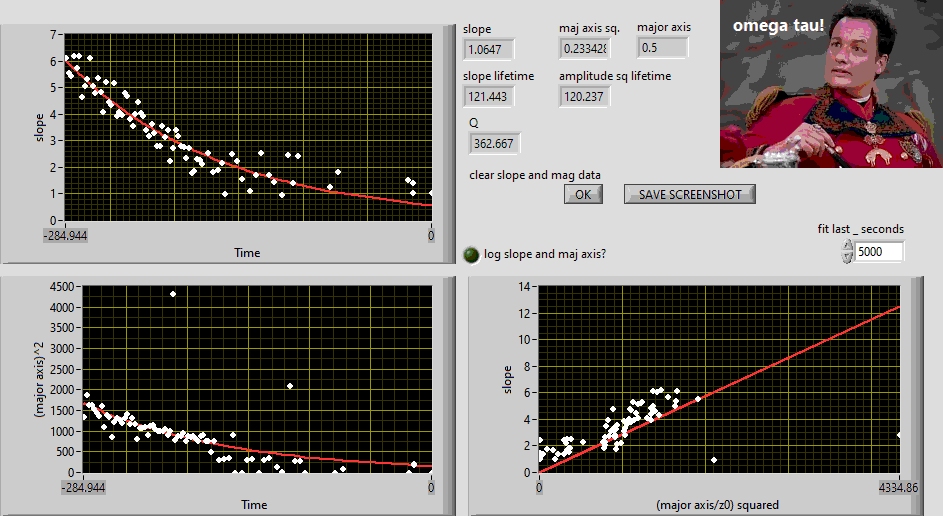 omega tau!
slope
maj axis sq.
major axis
1.0647
0.233428
0.5
slope lifetime
amplitude sq lifetime
121.443
120.237
Q
362.667
clear slope and mag data
OK
SAVE SCREENSHOT
fit last _ seconds
5000
log slope and maj axis?
7
6
5
4
3
2
1
0
slope
-284.944
0
Time
4500
4000
3500
3000
2500
2000
1500
1000
500
0
(major axis)^2
-284.944
0
Time
14
12
10
8
6
4
2
0
slope
0
4334.86
(major axis/z0) squared